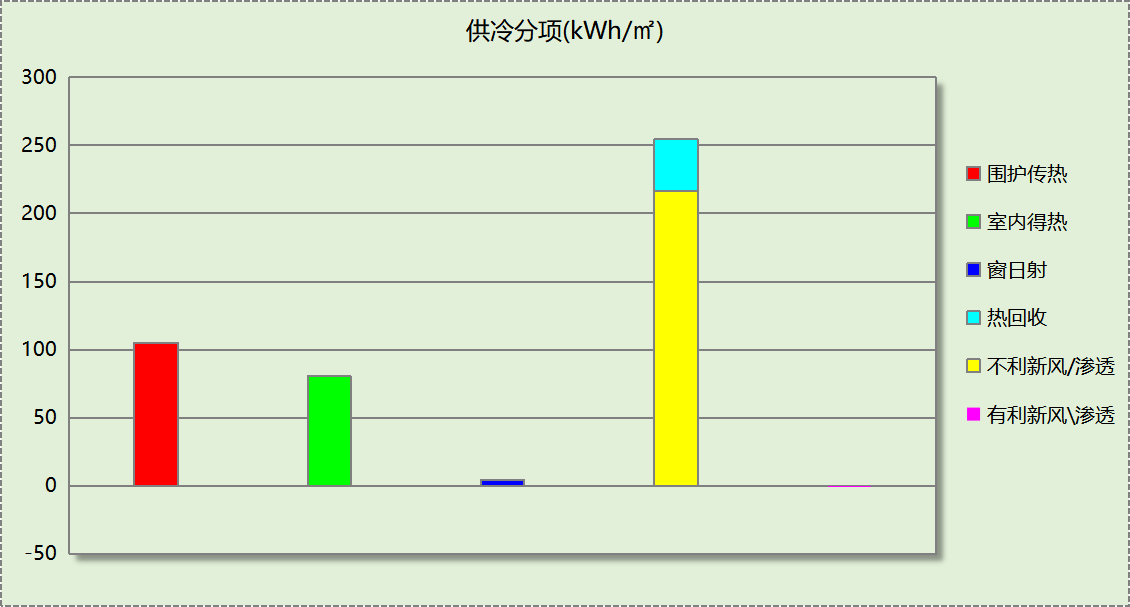 供冷分项(kWh/㎡)
300
250
200
150
100
50
0
-50
围护传热
室内得热
窗日射
热回收
不利新风/渗透
有利新风\渗透